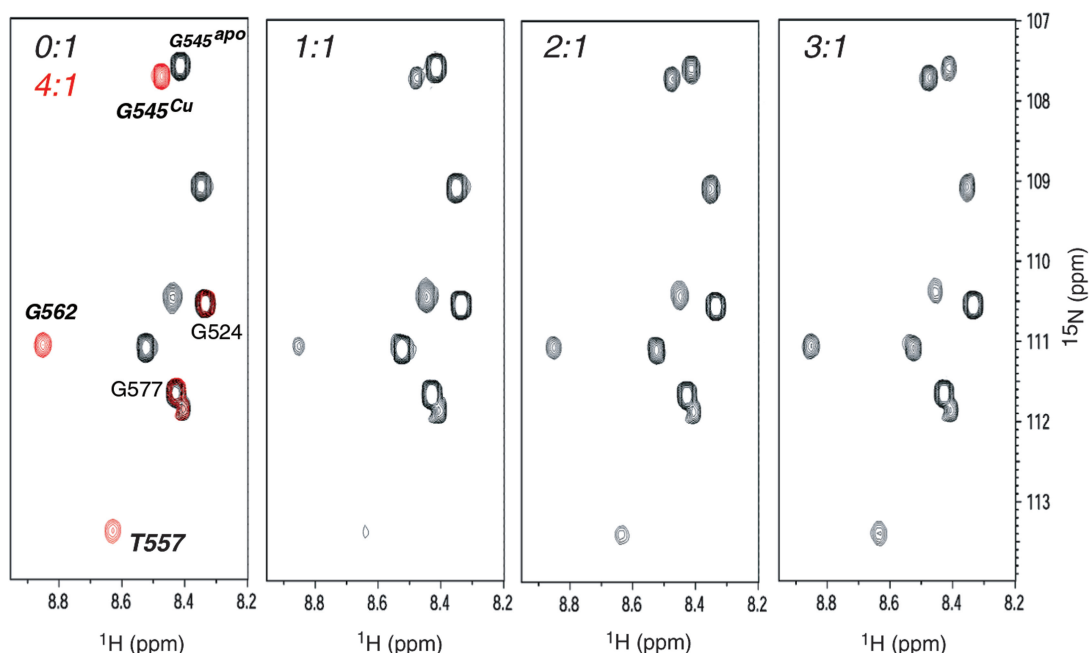 0:1
4:1
G545apo
G545Cu
G562
G524
G577
T557
1:1
2:1
3:1
107
108
109
110
111
112
113
15N (ppm)
8.8 8.6 8.4 8.2
8.8 8.6 8.4 8.2
8.8 8.6 8.4 8.2
8.8 8.6 8.4 8.2
1H (ppm)
1H (ppm)
1H (ppm)
1H (ppm)